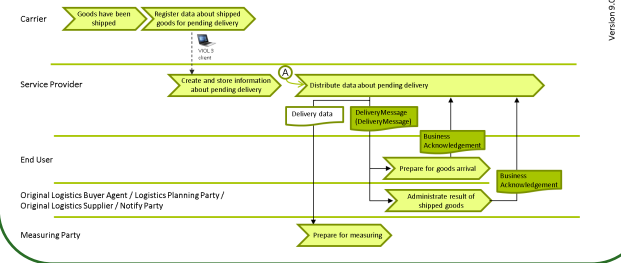 Version 9.0
Carrier
Goods have been
shipped
Register data about shipped
goods for pending delivery
VIOL 3
client
Service Provider
Create and store information
about pending delivery
A
Distribute data about pending delivery
Delivery data
DeliveryMessage
(DeliveryMessage)
Business
Acknowledgement
End User
Prepare for goods arrival
Business
Acknowledgement
Original Logistics Buyer Agent / Logistics Planning Party /
Original Logistics Supplier / Notify Party
Administrate result of
shipped goods
Measuring Party
Prepare for measuring